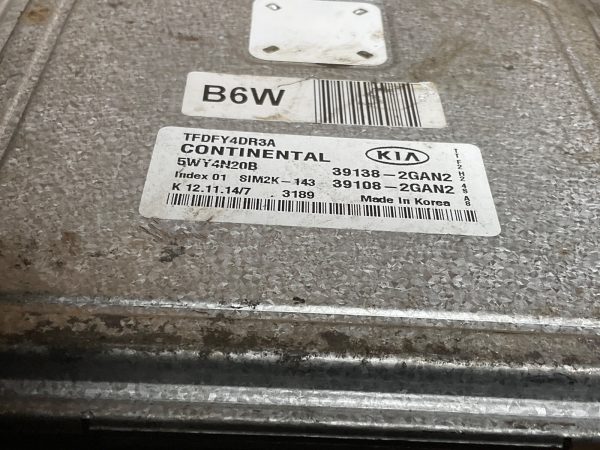 B6W
TFDFY4DR3A
CONTINENTAL KIA
5WY4N20B 39138-2GAN2
Index 01 SIM2K-143 39108-2GAN2
K 12.11.14/7 . 3189 Made in Korea